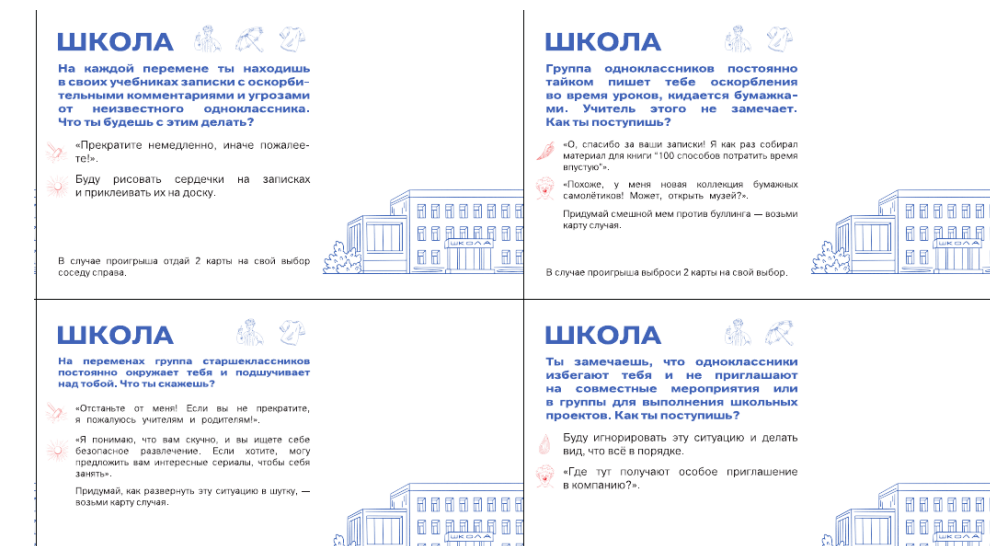 ШКОЛА
На каждой перемене ты находишь
в своих учебниках записки с оскорби-
тельными комментариями и угрозами
от неизвестного одноклассника.
Что ты будешь с этим делать?
«Прекратите немедленно, иначе пожалее-
те!».
Буду рисовать сердечки на записках
и приклеивать их на доску.
ШКОЛА
В случае проигрыша отдай 2 карты на свой выбор
соседу справа.
ШКОЛА
Группа одноклассников постоянно
тайком пишет тебе оскорбления
во время уроков, кидается бумажка-
ми. Учитель этого не замечает.
Как ты поступишь?
«О, спасибо за ваши записки! Я как раз собирал
материал для книги "100 способов потратить время
впустую"».
«Похоже, у меня новая коллекция бумажных
самолётиков! Может, открыть музей?».
Придумай смешной мем против буллинга — возьми
карту случая.
ШКОЛА
В случае проигрыша выброси 2 карты на свой выбор.
ШКОЛА
На переменах группа старшеклассников
постоянно окружает тебя и подшучивает
над тобой. Что ты скажешь?
«Отстаньте от меня! Если вы не прекратите,
я пожалуюсь учителям и родителям!».
«Я понимаю, что вам скучно, и вы ищете себе
безопасное развлечение. Если хотите, могу
предложить вам интересные сериалы, чтобы себя
занять».
Придумай, как развернуть эту ситуацию в шутку, —
возьми карту случая.
ШКОЛА
ШКОЛА
Ты замечаешь, что одноклассники
избегают тебя и не приглашают
на совместные мероприятия или
в группы для выполнения школьных
проектов. Как ты поступишь?
Буду игнорировать эту ситуацию и делать
вид, что всё в порядке.
«Где тут получают особое приглашение
в компанию?».
ШКОЛА